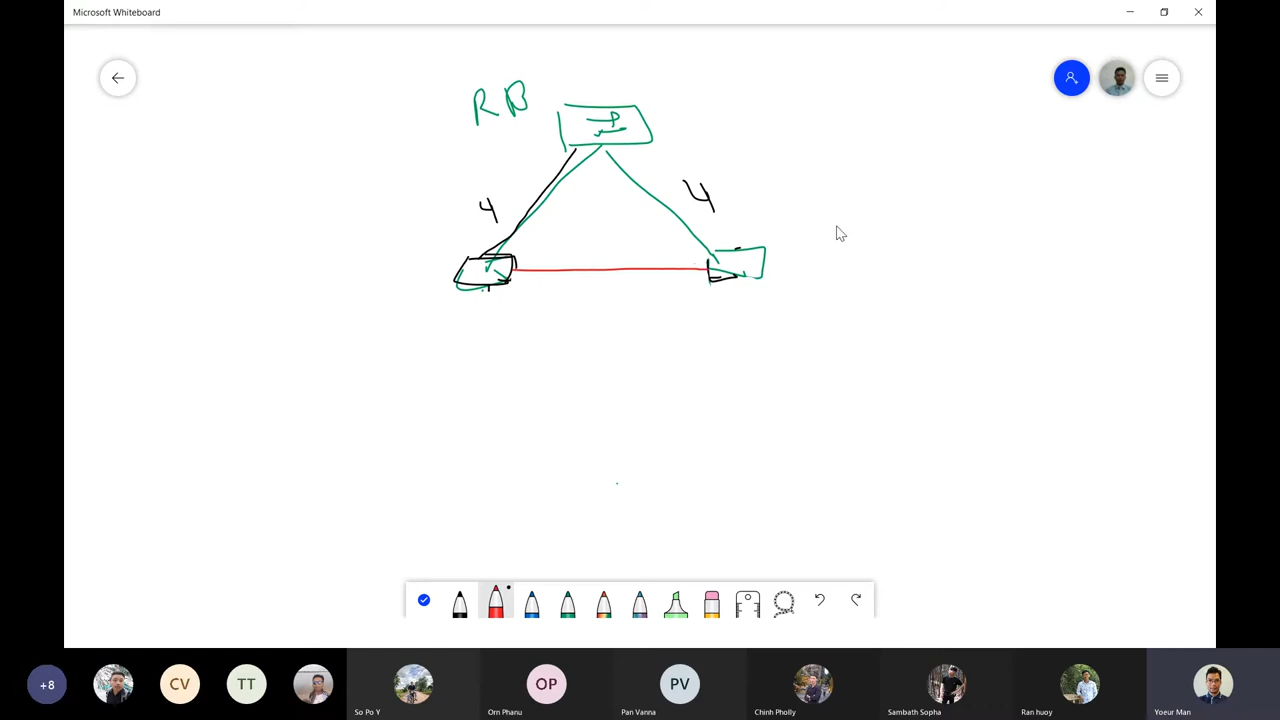 Microsoft Whiteboard
RB
4
4
+8
CV
TT
OP
PV
So Po Y
Orn Phanu
Pan Vanna
Chinh Pholly
Sambath Sopha
Ran huoy
Yoeur Man